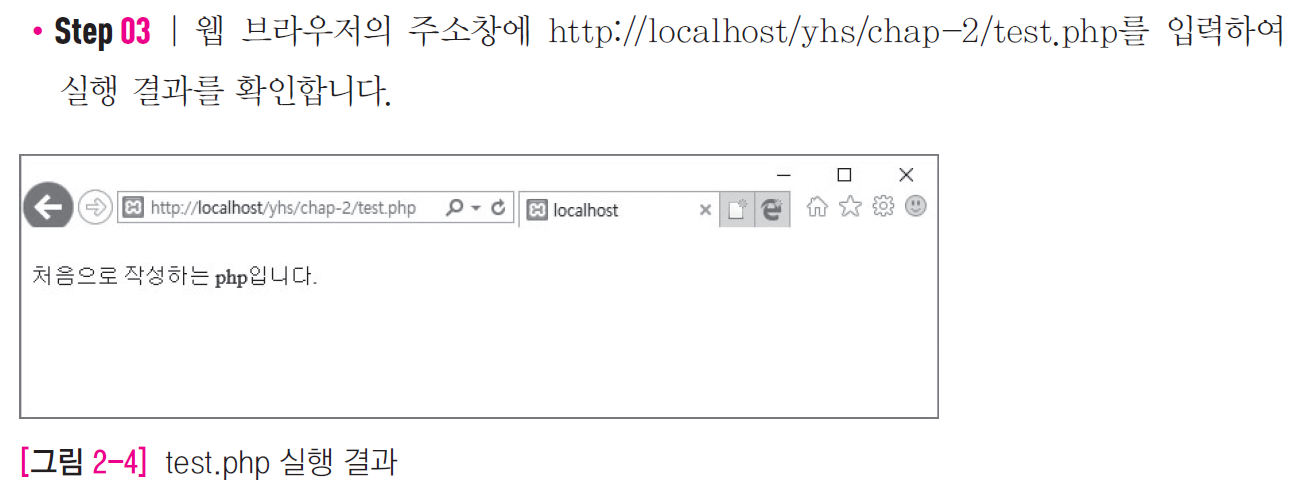 • Step 03 | 웹 브라우저의 주소창에 http://localhost/yhs/chap-2/test.php를 입력하여
실행 결과를 확인합니다.
http://localhost/yhs/chap-2/test.php localhost
처음으로 작성하는 php입니다.
[그림 2-4] test.php 실행 결과